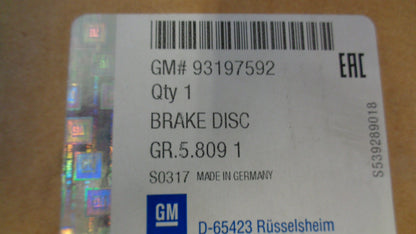 GM# 93197592
EAC
Qty 1
BRAKE DISC
GR.5.809 1
S0317 MADE IN GERMANY
S539289018
GM
D-65423 Rüsselsheim